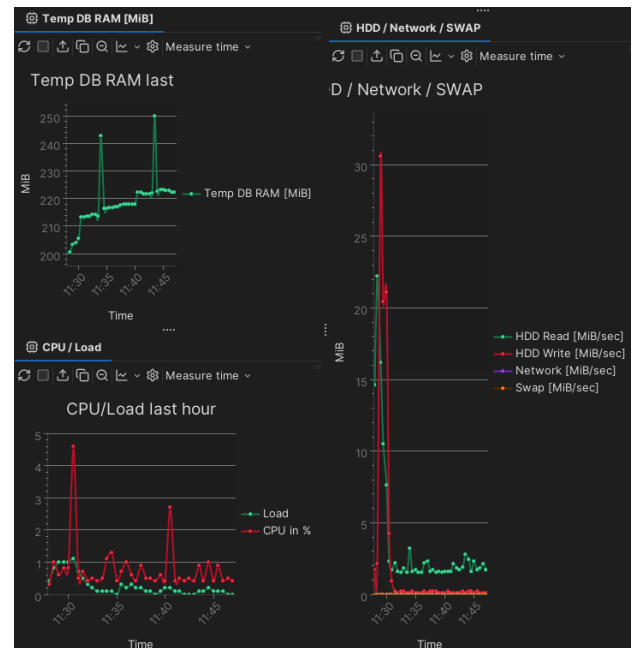 Temp DB RAM [MiB]
Measure time
Temp DB RAM last
250
240
230
220
210
200
MiB
Temp DB RAM [MiB]
11:30
11:35
11:40
11:45
Time
CPU / Load
Measure time
CPU/Load last hour
5
4
3
2
1
0
Load
CPU in %
11:30
11:35
11:40
11:45
Time
HDD / Network / SWAP
Measure time
D / Network / SWAP
30
25
20
15
10
5
0
MiB
HDD Read [MiB/sec]
HDD Write [MiB/sec]
Network [MiB/sec]
Swap [MiB/sec]
11:30
11:35
11:40
11:45
Time